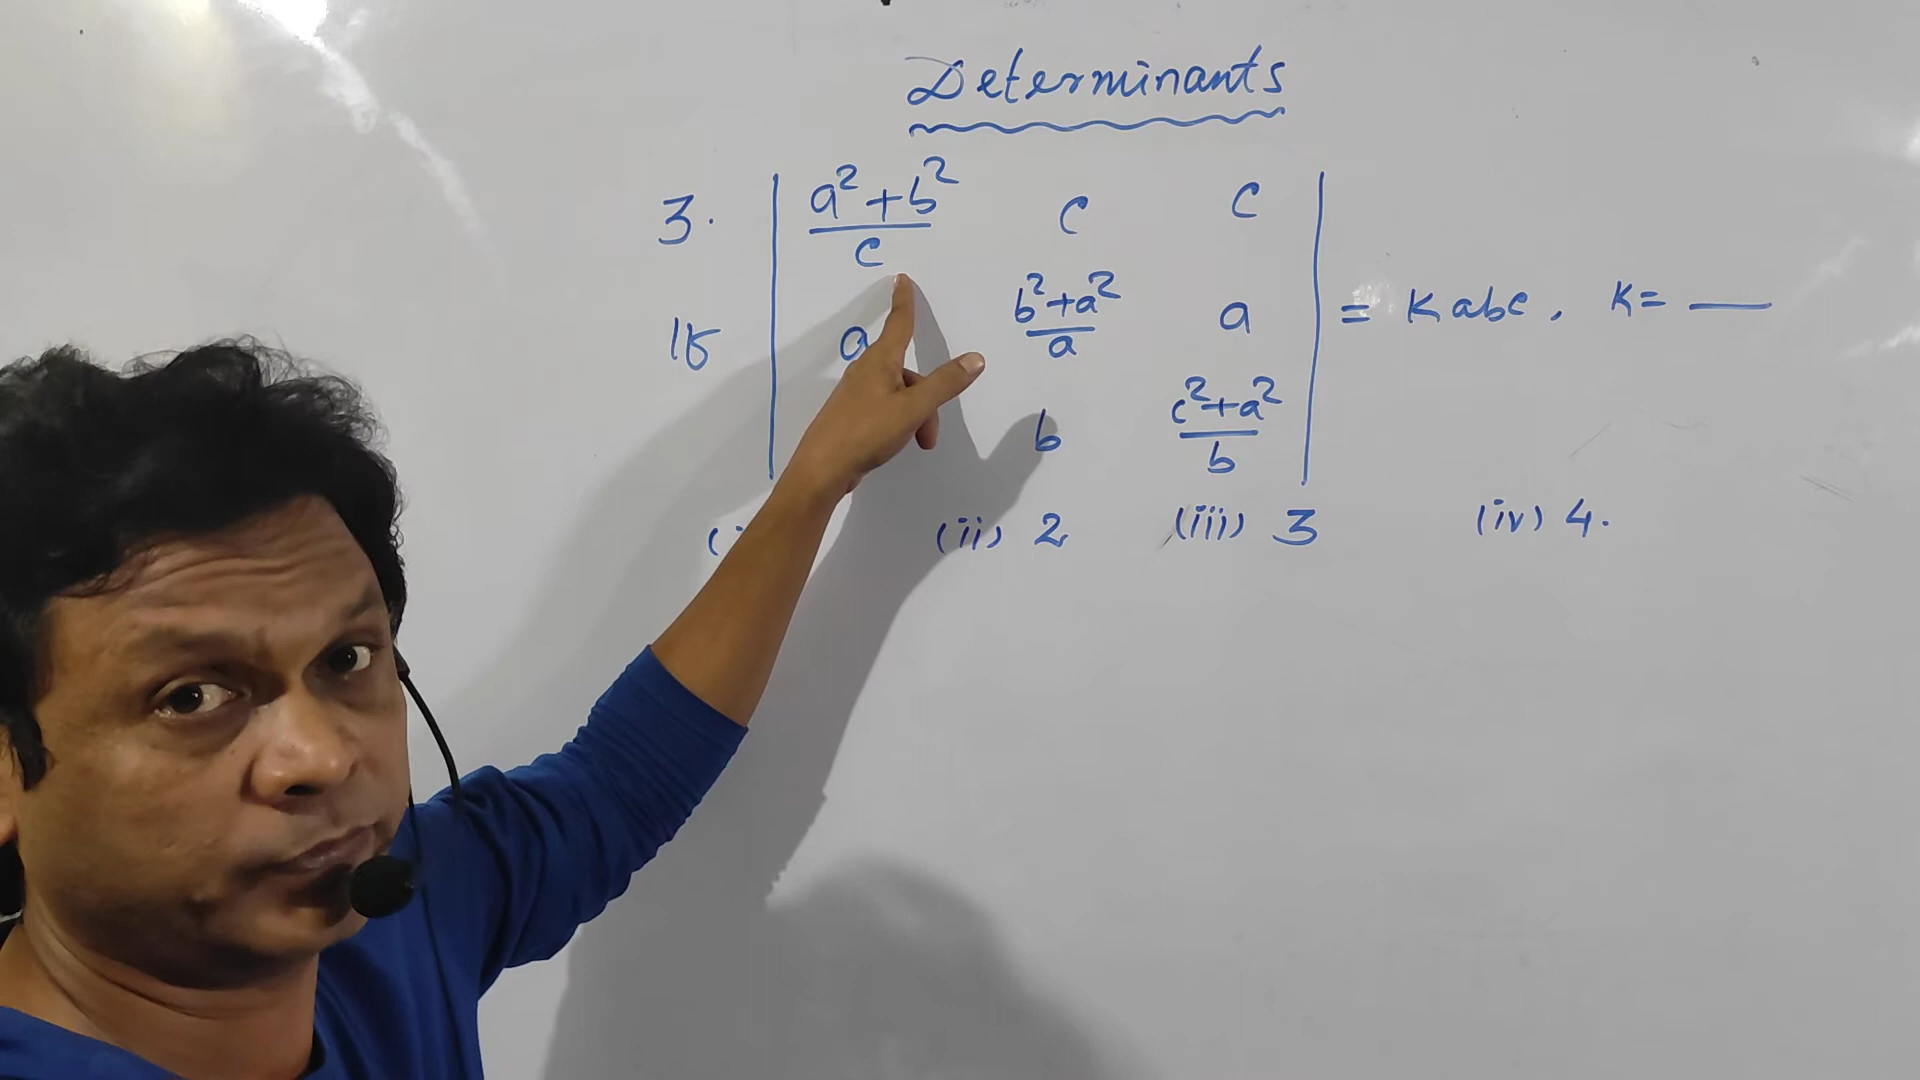 Determinants
3.
If | (a²+b²)/c c c |
| a (b²+a²)/a a | = K abc, K= —
| b (c²+a²)/b |
(i (ii) 2 (iii) 3 (iv) 4.